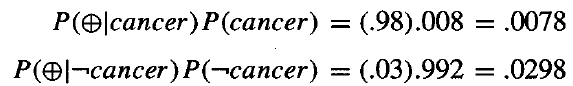 P(⊕|cancer)P(cancer) = (.98).008 = .0078
P(⊕|¬cancer)P(¬cancer) = (.03).992 = .0298